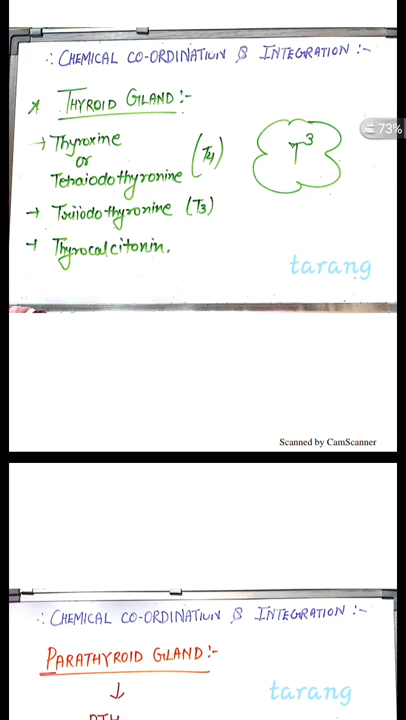 ∴ CHEMICAL CO-ORDINATION & INTEGRATION :-
* THYROID GLAND :-
73%
→ Thyroxine
or
Tetraiodothyronine (T4)
T³
→ Triiodothyronine (T3)
→ Thyrocalcitonin.
tarang
Scanned by CamScanner
∴ CHEMICAL CO-ORDINATION & INTEGRATION :-
PARATHYROID GLAND :-
↓
tarang
PTH